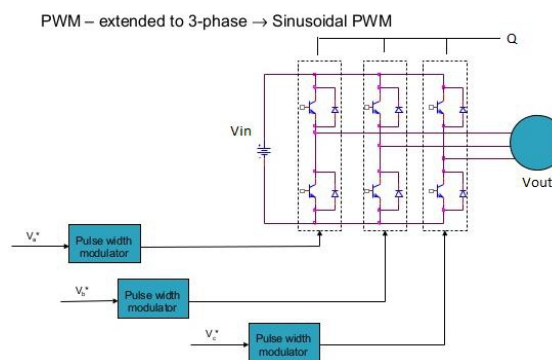 PWM – extended to 3-phase → Sinusoidal PWM
Q
Vin
Vout
Va*
Pulse width
modulator
Vb*
Pulse width
modulator
Vc*
Pulse width
modulator